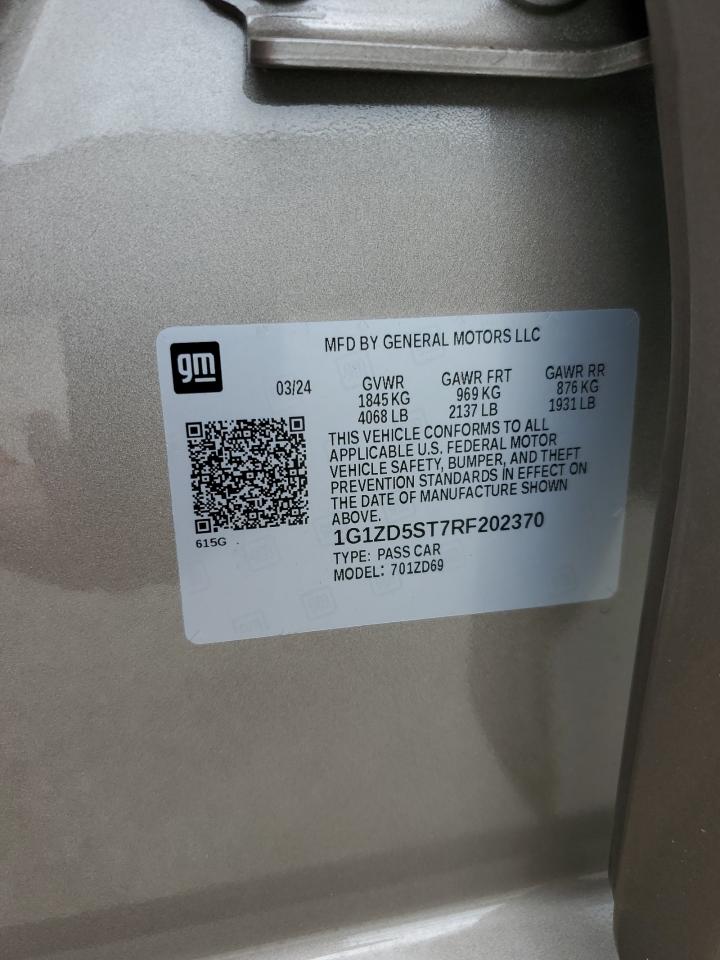 gm
MFD BY GENERAL MOTORS LLC
03/24
GVWR
1845 KG
4068 LB
GAWR FRT
969 KG
2137 LB
GAWR RR
876 KG
1931 LB
THIS VEHICLE CONFORMS TO ALL
APPLICABLE U.S. FEDERAL MOTOR
VEHICLE SAFETY, BUMPER, AND THEFT
PREVENTION STANDARDS IN EFFECT ON
THE DATE OF MANUFACTURE SHOWN
ABOVE.
1G1ZD5ST7RF202370
TYPE: PASS CAR
MODEL: 701ZD69
615G